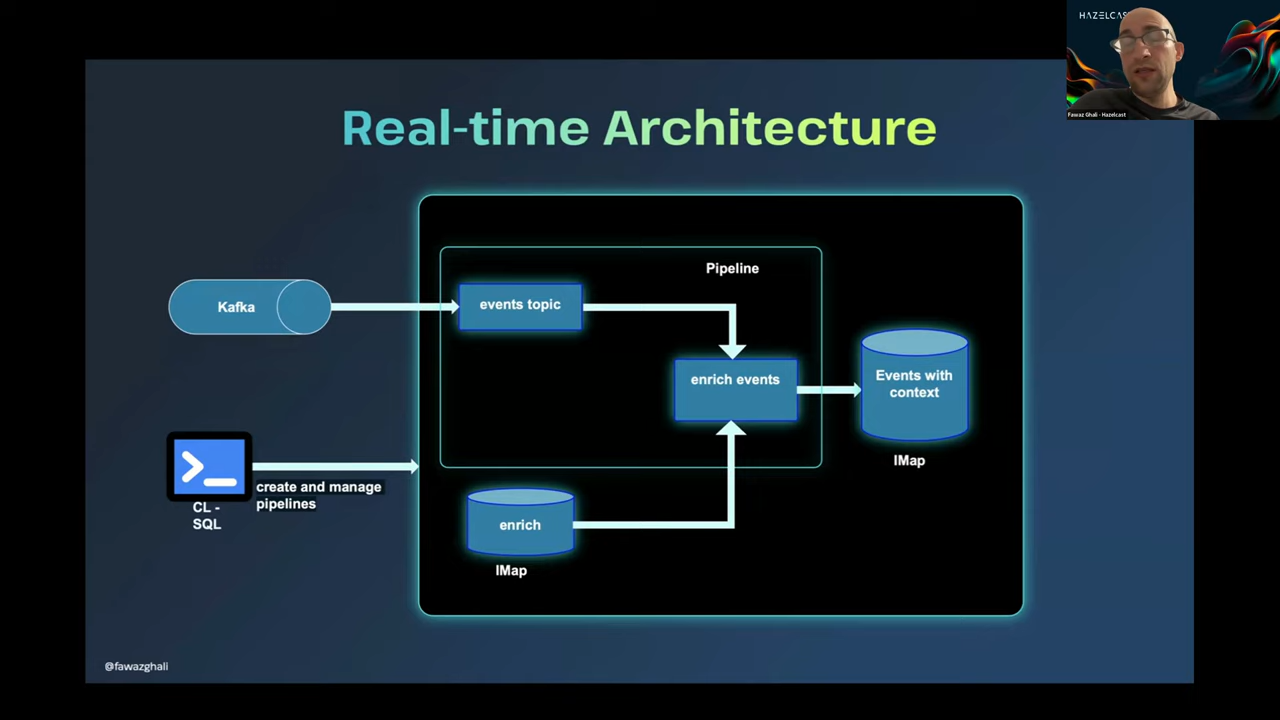 HAZELCAST
Fawaz Ghali - Hazelcast
Real-time Architecture
Pipeline
Kafka
events topic
enrich events
Events with
context
IMap
CL -
SQL
create and manage
pipelines
enrich
IMap
@fawazghali